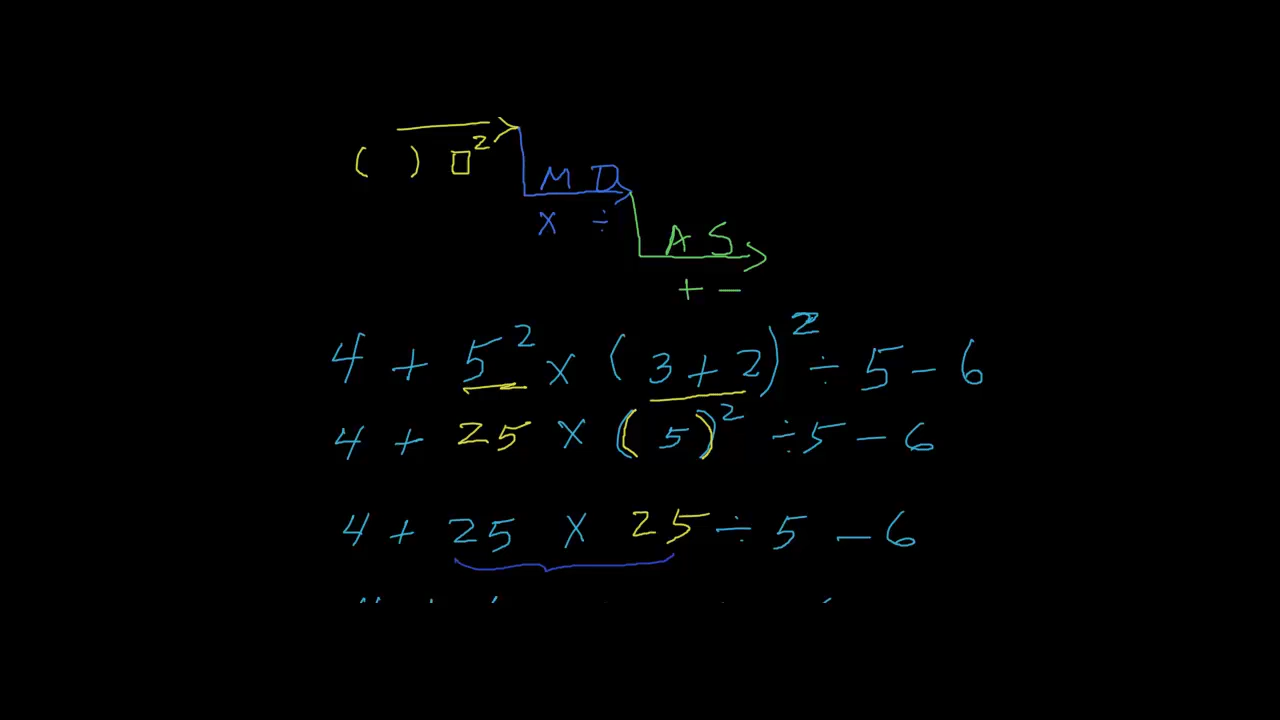 ( ) □²
M D
x ÷
A S
+ −
4 + 5² x (3+2)² ÷ 5 − 6
4 + 25 x (5)² ÷5 − 6
4 + 25 x 25 ÷ 5 − 6